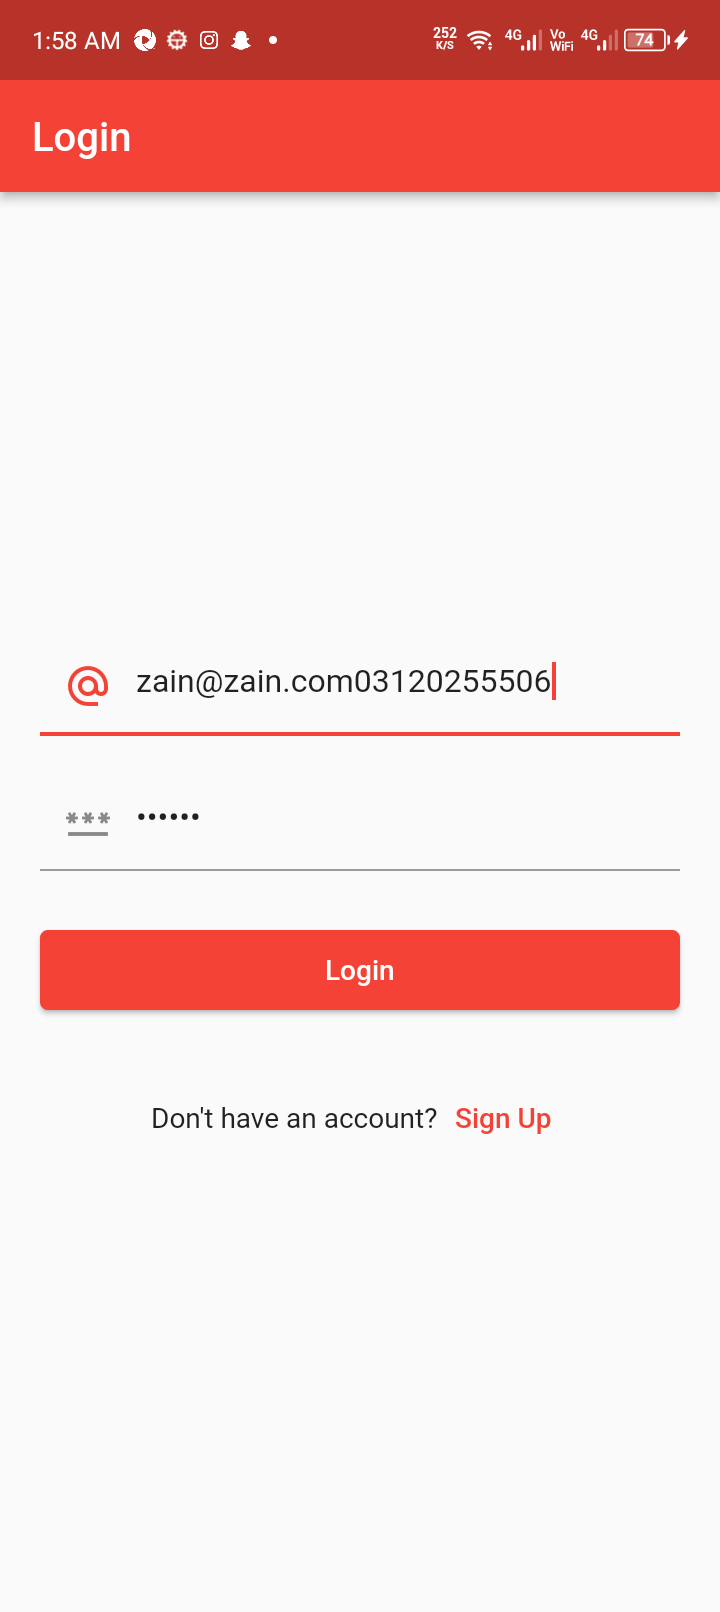 1:58 AM 252 K/S 4G Vo WiFi 4G 74
Login
zain@zain.com03120255506
*** ••••••
Login
Don't have an account? Sign Up